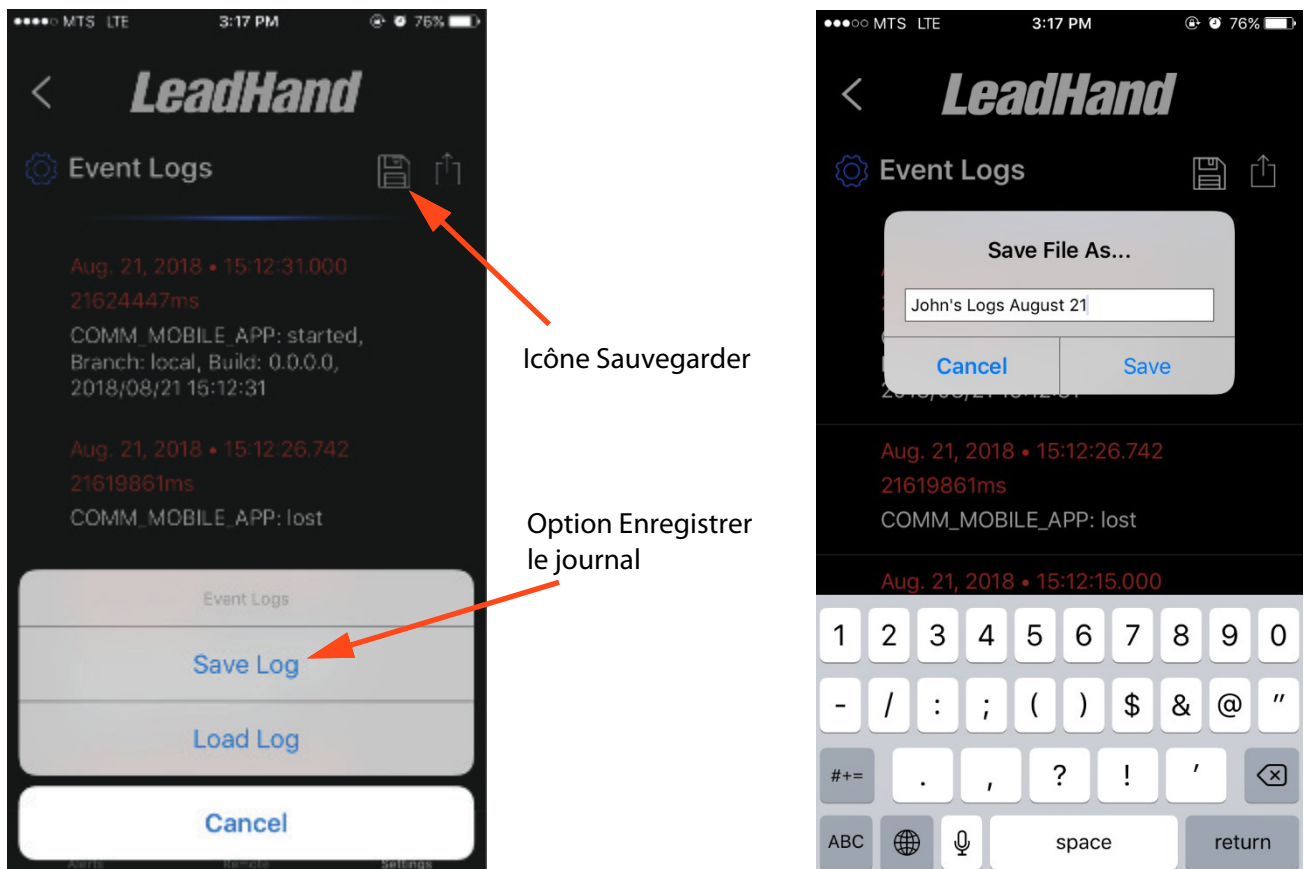 MTS LTE 3:17 PM 76%
LeadHand
Event Logs
Aug. 21, 2018 • 15:12:31.000
21624447ms
COMM_MOBILE_APP: started,
Branch: local, Build: 0.0.0.0,
2018/08/21 15:12:31
Aug. 21, 2018 • 15:12:26.742
21619861ms
COMM_MOBILE_APP: lost
Event Logs
Save Log
Load Log
Cancel
Alerts Remote Settings
Icône Sauvegarder
Option Enregistrer
le journal
MTS LTE 3:17 PM 76%
LeadHand
Event Logs
Save File As...
John's Logs August 21
Cancel Save
Aug. 21, 2018 • 15:12:26.742
21619861ms
COMM_MOBILE_APP: lost
Aug. 21, 2018 • 15:12:15.000
1 2 3 4 5 6 7 8 9 0
- / : ; ( ) $ & @ "
#+= . , ? ! '
ABC space return